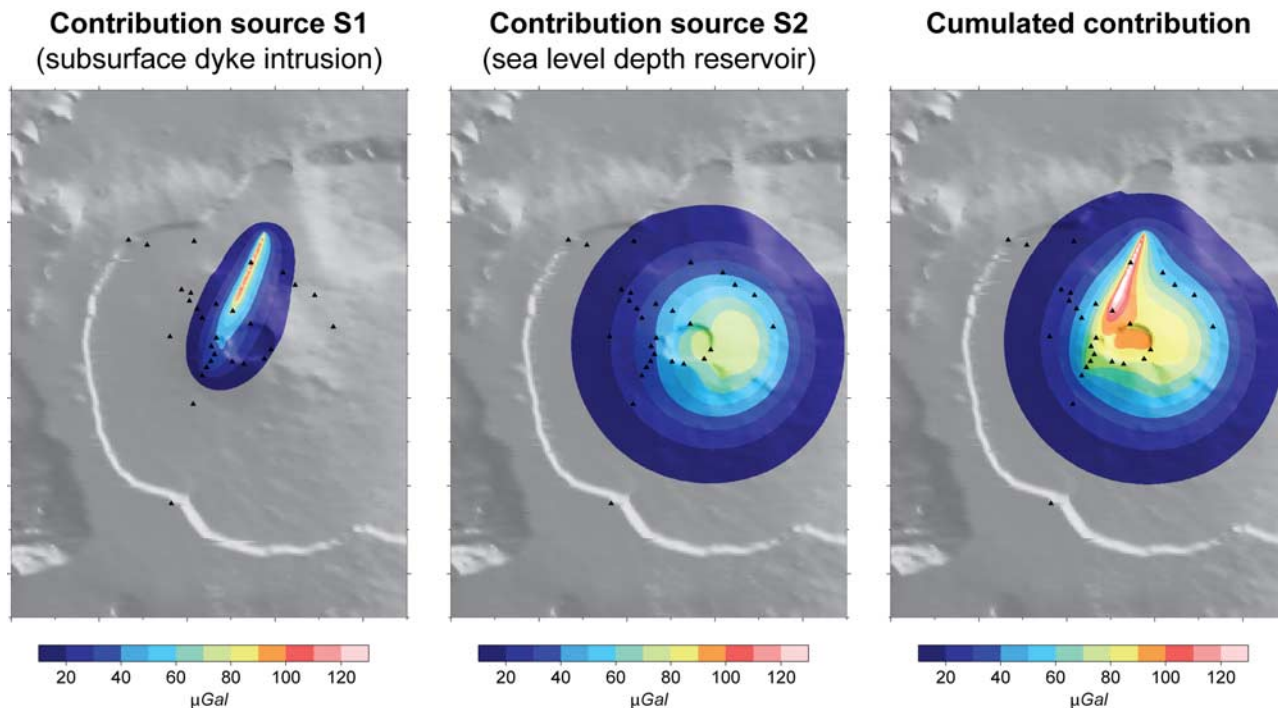 Contribution source S1
(subsurface dyke intrusion)
Contribution source S2
(sea level depth reservoir)
Cumulated contribution
20 40 60 80 100 120
μGal
20 40 60 80 100 120
μGal
20 40 60 80 100 120
μGal